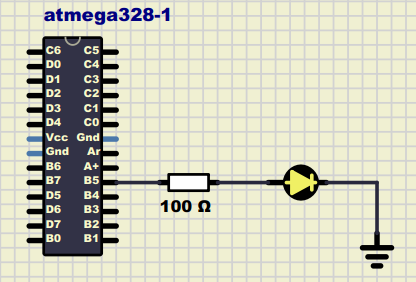 atmega328-1
C6 C5
D0 C4
D1 C3
D2 C2
D3 C1
D4 C0
Vcc Gnd
Gnd Ar
B6 A+
B7 B5
D5 B4
D6 B3
D7 B2
B0 B1
100 Ω